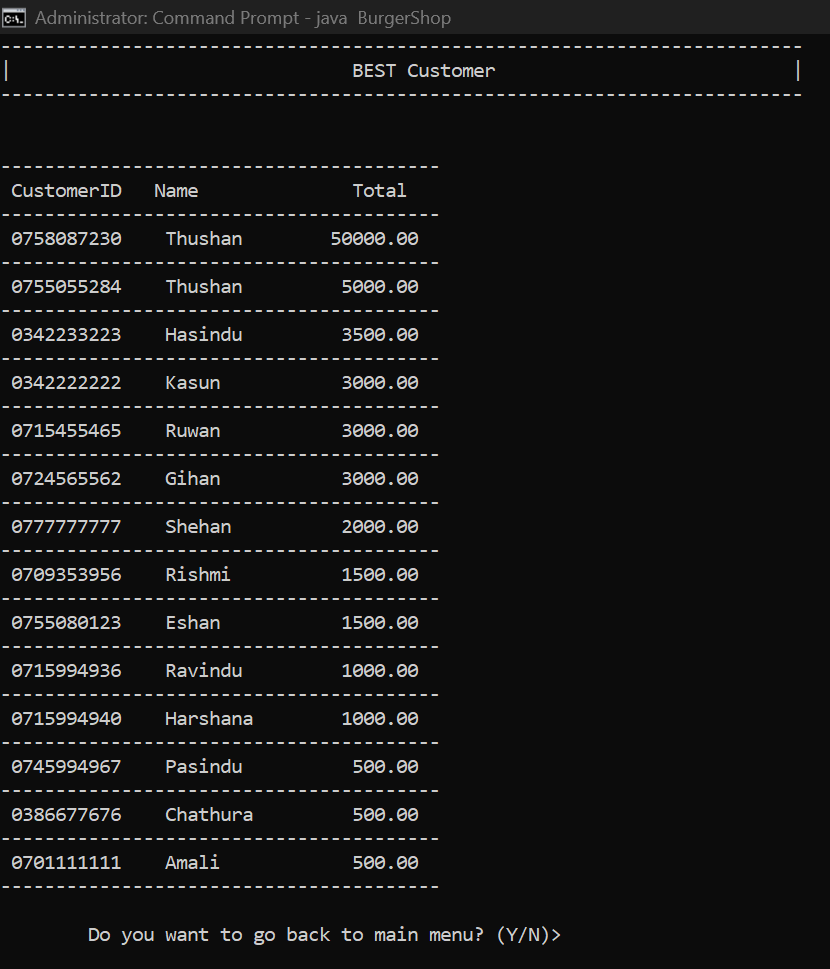 Administrator: Command Prompt - java  BurgerShop
-------------------------------------------------------------------------
|                               BEST Customer                           |
-------------------------------------------------------------------------
----------------------------------------
 CustomerID   Name              Total
----------------------------------------
 0758087230    Thushan        50000.00
----------------------------------------
 0755055284    Thushan         5000.00
----------------------------------------
 0342233223    Hasindu         3500.00
----------------------------------------
 0342222222    Kasun           3000.00
----------------------------------------
 0715455465    Ruwan           3000.00
----------------------------------------
 0724565562    Gihan           3000.00
----------------------------------------
 0777777777    Shehan          2000.00
----------------------------------------
 0709353956    Rishmi          1500.00
----------------------------------------
 0755080123    Eshan           1500.00
----------------------------------------
 0715994936    Ravindu         1000.00
----------------------------------------
 0715994940    Harshana        1000.00
----------------------------------------
 0745994967    Pasindu          500.00
----------------------------------------
 0386677676    Chathura         500.00
----------------------------------------
 0701111111    Amali            500.00
----------------------------------------
        Do you want to go back to main menu? (Y/N)>